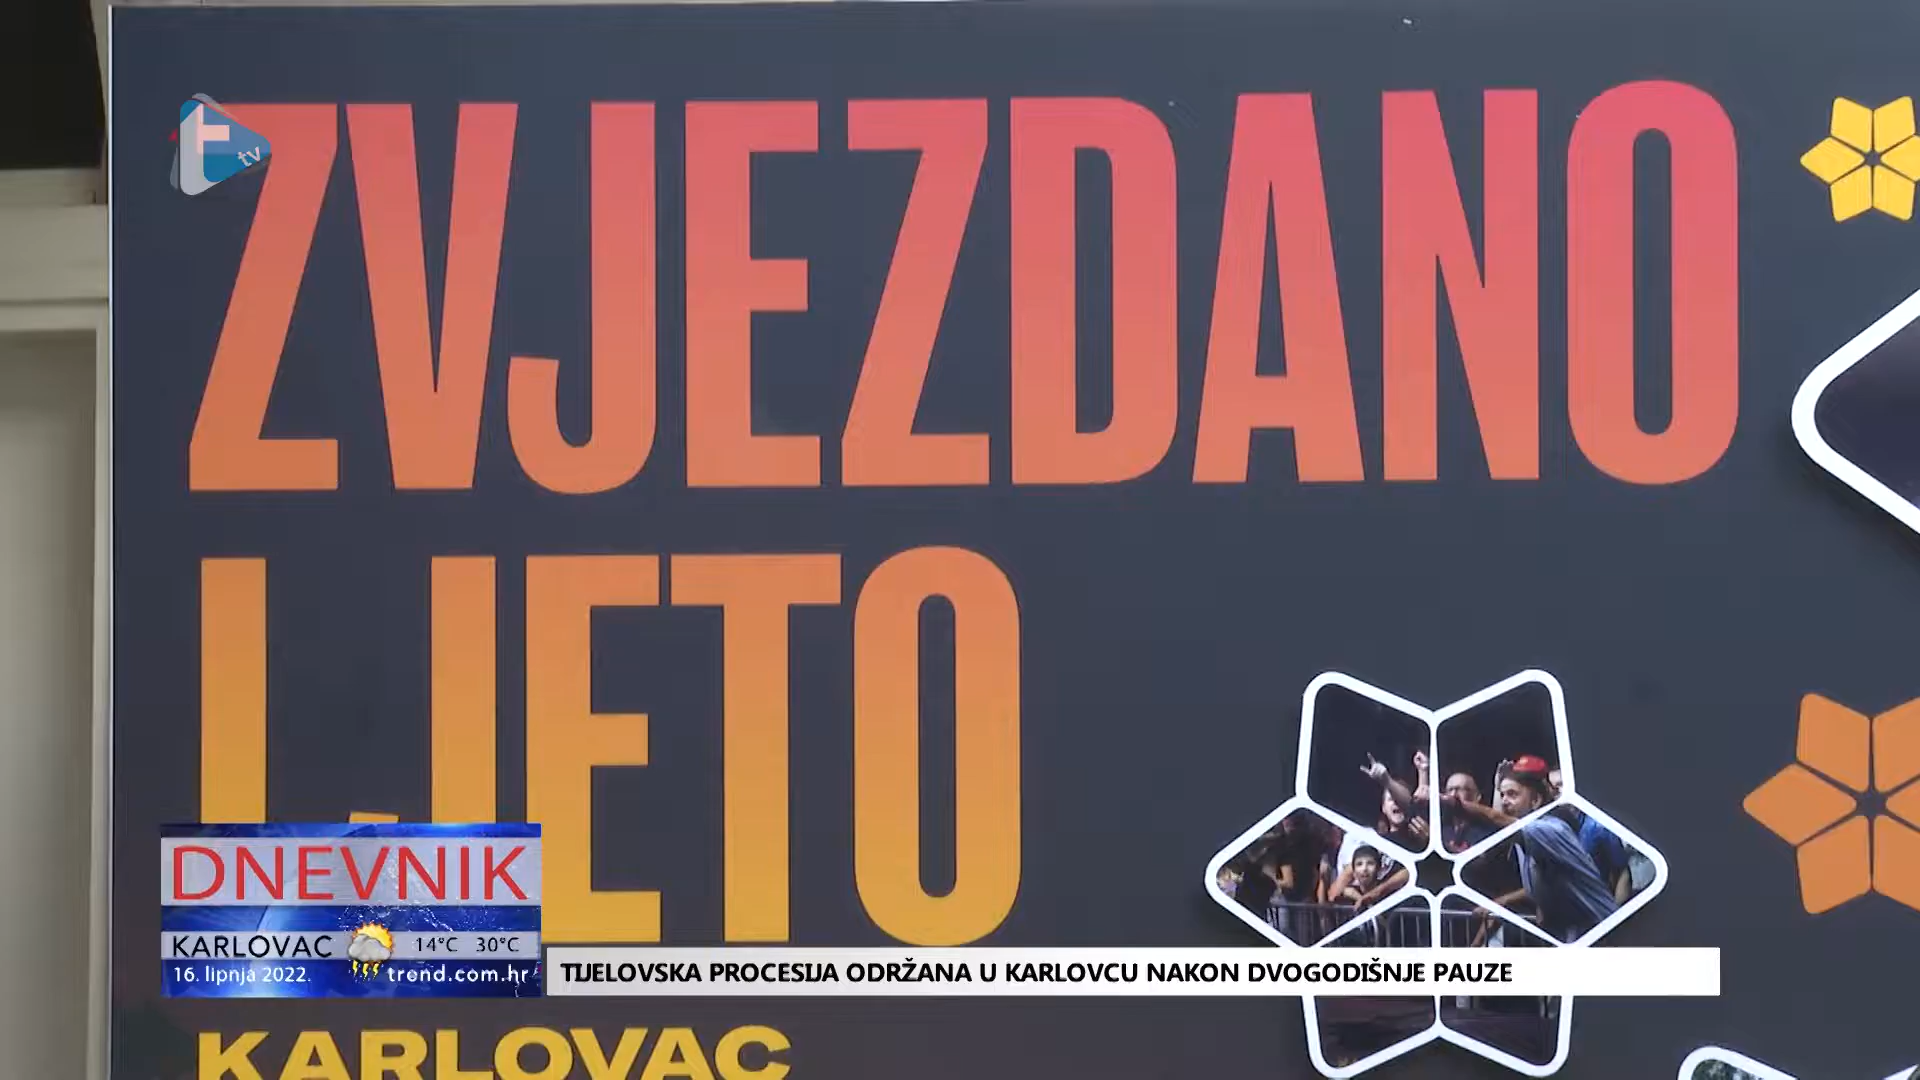 t tv
ZVJEZDANO
LJETO
DNEVNIK
KARLOVAC 14°C 30°C
16. lipnja 2022. trend.com.hr
TIJELOVSKA PROCESIJA ODRŽANA U KARLOVCU NAKON DVOGODIŠNJE PAUZE
KARLOVAC